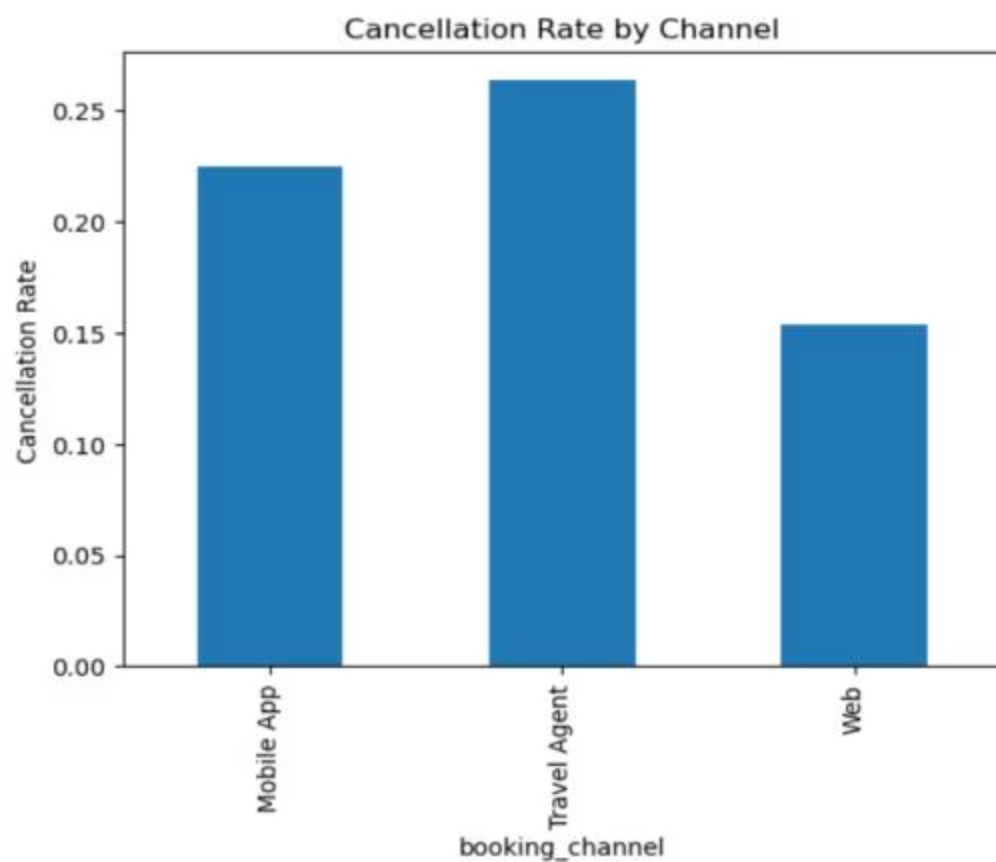 Cancellation Rate by Channel
Cancellation Rate
0.25
0.20
0.15
0.10
0.05
0.00
Mobile App
Travel Agent
Web
booking_channel